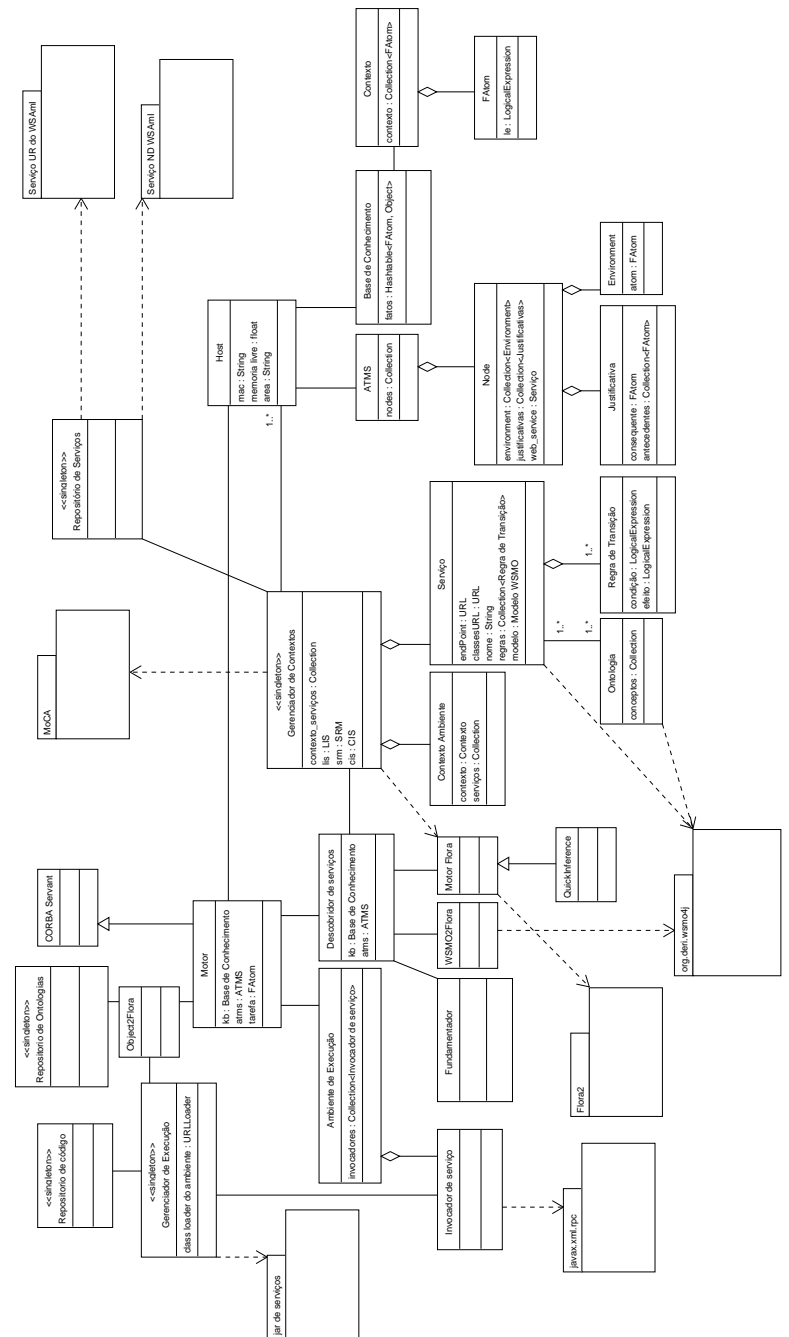 Serviço UR do WSAmI
Serviço ND WSAmI
Contexto
contexto : Collection<FAtom>
FAtom
le : LogicalExpression
Base de Conhecimento
fatos : Hashtable<FAtom, Object>
Host
mac : String
memoria livre : float
area : String
1..*
ATMS
nodes : Collection
Node
environment : Collection<Environment>
justificativas : Collection<Justificativas>
web_service : Serviço
Environment
atom : FAtom
Justificativa
consequente : FAtom
antecedentes : Collection<FAtom>
<<singleton>>
Repositório de Serviços
MoCA
<<singleton>>
Gerenciador de Contextos
contexto_serviços : Collection
lis : LIS
srm : SRM
cis : CIS
Serviço
endPoint : URL
classesURL : URL
nome : String
regras : Collection<Regra de Transição>
modelo : Modelo WSMO
1..*
Regra de Transição
condição : LogicalExpression
efeito : LogicalExpression
1..*
1..*
Ontologia
conceptos : Collection
Contexto Ambiente
contexto : Contexto
serviços : Collection
CORBA Servant
Motor
kb : Base de Conhecimento
atms : ATMS
tarefa : FAtom
Descobridor de serviços
kb : Base de Conhecimento
atms : ATMS
Motor Flora
QuickInference
WSMO2Flora
org.deri.wsmo4j
<<singleton>>
Repositorio de Ontologias
Object2Flora
Ambiente de Execução
invocadores : Collection<Invocador de serviço>
Fundamentador
Flora2
<<singleton>>
Repositorio de código
<<singleton>>
Gerenciador de Execução
class loader do ambiente : URLLoader
Invocador de serviço
javax.xml.rpc
jar de serviços